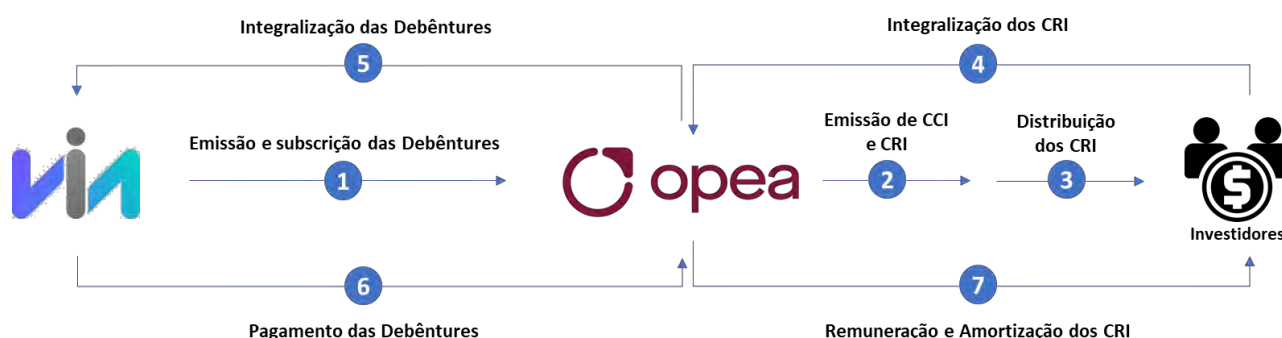 Integralização das Debêntures
Integralização dos CRI
5
4
via
Emissão e subscrição das Debêntures
1
opea
Emissão de CCI
e CRI
2
Distribuição
dos CRI
3
$
Investidores
6
7
Pagamento das Debêntures
Remuneração e Amortização dos CRI